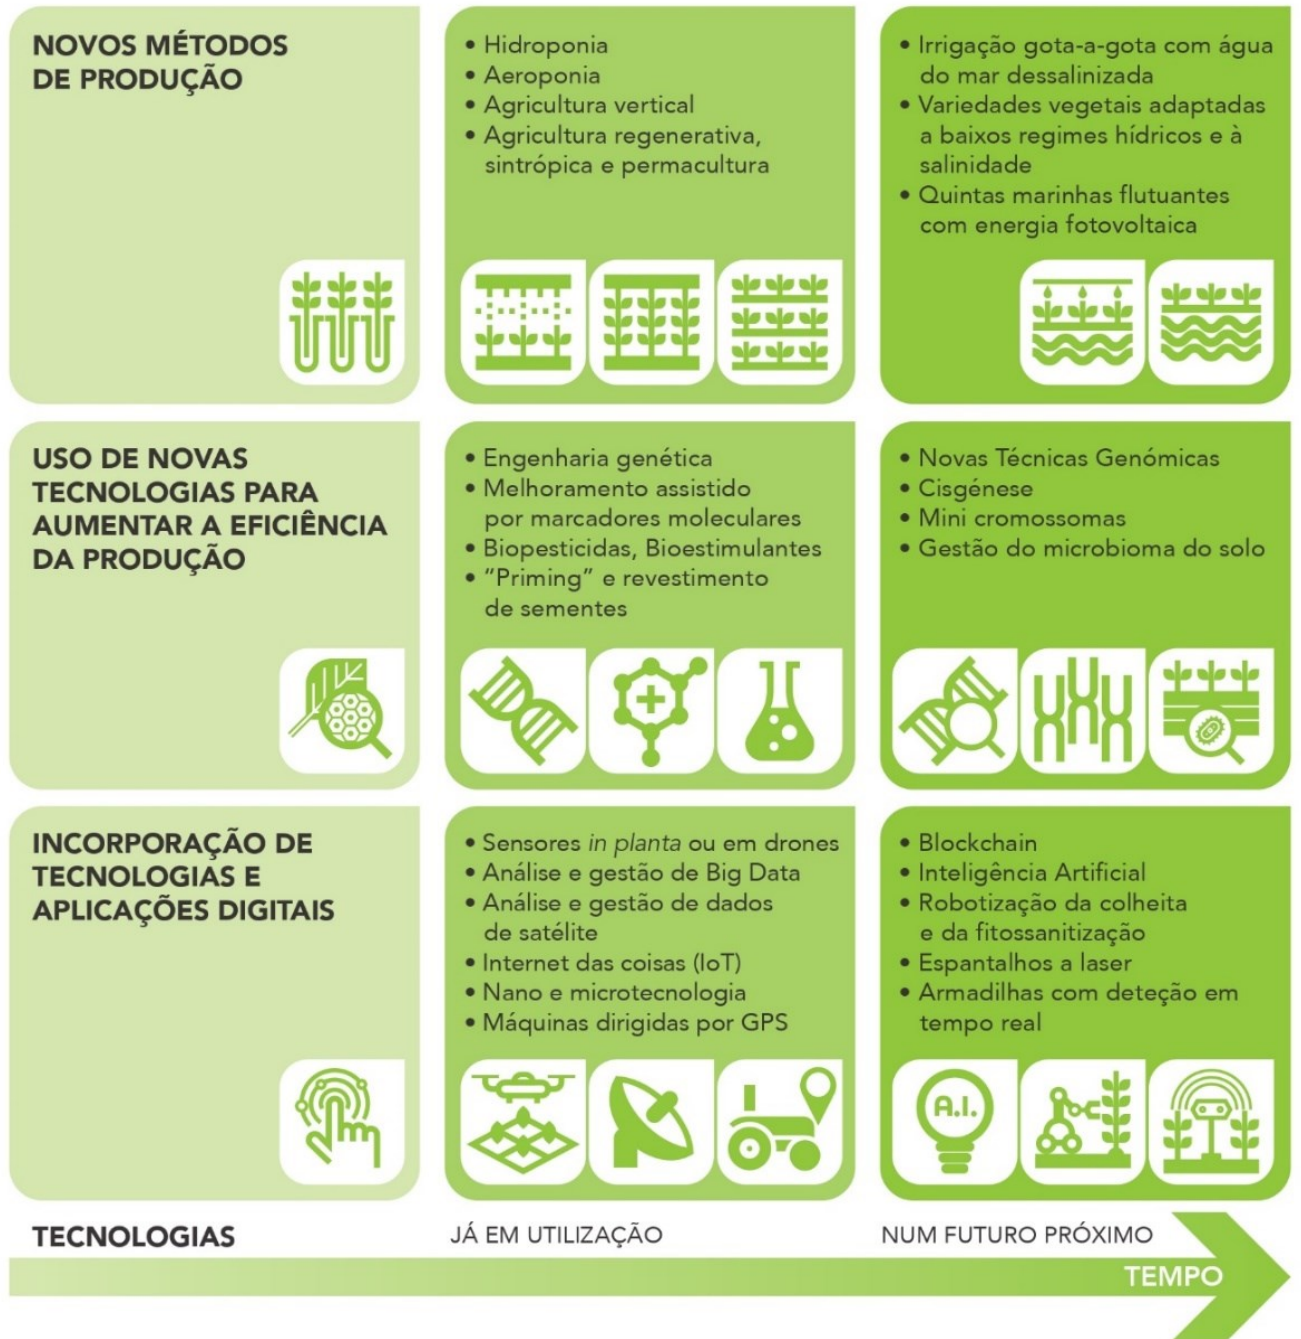 NOVOS MÉTODOS
DE PRODUÇÃO
• Hidroponia
• Aeroponia
• Agricultura vertical
• Agricultura regenerativa,
sintrópica e permacultura
• Irrigação gota-a-gota com água
do mar dessalinizada
• Variedades vegetais adaptadas
a baixos regimes hídricos e à
salinidade
• Quintas marinhas flutuantes
com energia fotovoltaica
USO DE NOVAS
TECNOLOGIAS PARA
AUMENTAR A EFICIÊNCIA
DA PRODUÇÃO
• Engenharia genética
• Melhoramento assistido
por marcadores moleculares
• Biopesticidas, Bioestimulantes
• “Priming” e revestimento
de sementes
• Novas Técnicas Genómicas
• Cisgénese
• Mini cromossomas
• Gestão do microbioma do solo
INCORPORAÇÃO DE
TECNOLOGIAS E
APLICAÇÕES DIGITAIS
• Sensores in planta ou em drones
• Análise e gestão de Big Data
• Análise e gestão de dados
de satélite
• Internet das coisas (IoT)
• Nano e microtecnologia
• Máquinas dirigidas por GPS
• Blockchain
• Inteligência Artificial
• Robotização da colheita
e da fitossanitização
• Espantalhos a laser
• Armadilhas com deteção em
tempo real
A.I.
TECNOLOGIAS
JÁ EM UTILIZAÇÃO
NUM FUTURO PRÓXIMO
TEMPO